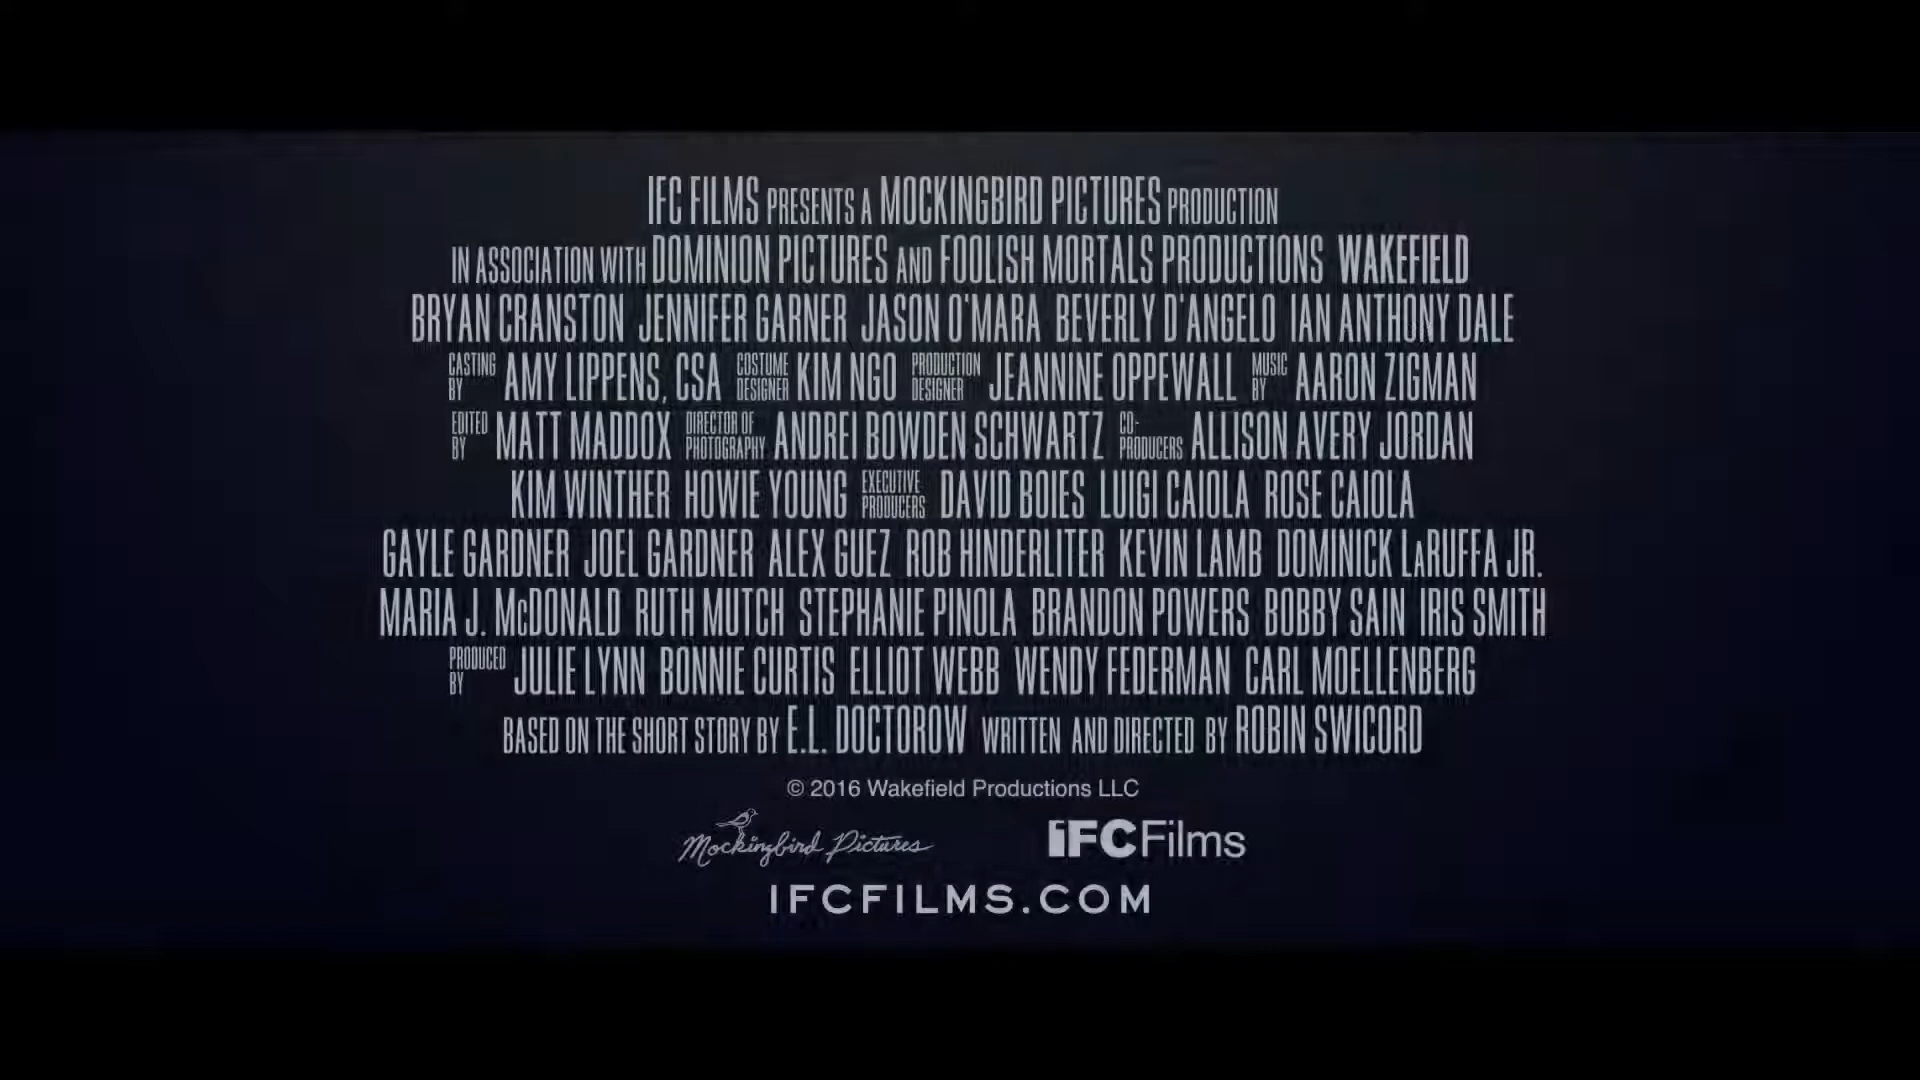 IFC FILMS PRESENTS A MOCKINGBIRD PICTURES PRODUCTION
IN ASSOCIATION WITH DOMINION PICTURES AND FOOLISH MORTALS PRODUCTIONS WAKEFIELD
BRYAN CRANSTON JENNIFER GARNER JASON O'MARA BEVERLY D'ANGELO IAN ANTHONY DALE
CASTING BY AMY LIPPENS, CSA COSTUME DESIGNER KIM NGO PRODUCTION DESIGNER JEANNINE OPPEWALL MUSIC BY AARON ZIGMAN
EDITED BY MATT MADDOX DIRECTOR OF PHOTOGRAPHY ANDREI BOWDEN SCHWARTZ CO-PRODUCERS ALLISON AVERY JORDAN
KIM WINTHER HOWIE YOUNG EXECUTIVE PRODUCERS DAVID BOIES LUIGI CAIOLA ROSE CAIOLA
GAYLE GARDNER JOEL GARDNER ALEX GUEZ ROB HINDERLITER KEVIN LAMB DOMINICK LaRUFFA JR.
MARIA J. McDONALD RUTH MUTCH STEPHANIE PINOLA BRANDON POWERS BOBBY SAIN IRIS SMITH
PRODUCED BY JULIE LYNN BONNIE CURTIS ELLIOT WEBB WENDY FEDERMAN CARL MOELLENBERG
BASED ON THE SHORT STORY BY E.L. DOCTOROW WRITTEN AND DIRECTED BY ROBIN SWICORD
© 2016 Wakefield Productions LLC
Mockingbird Pictures IFC Films
IFCFILMS.COM